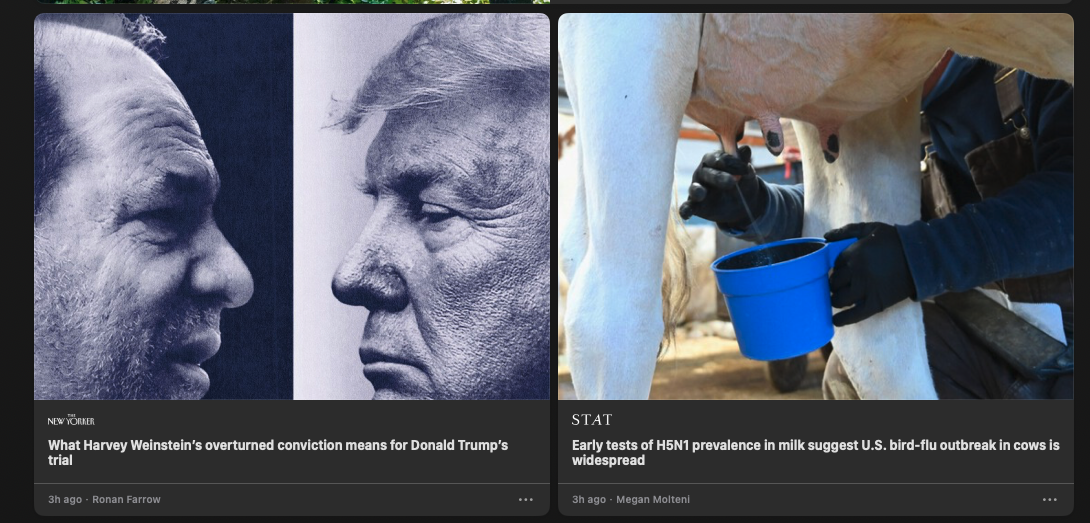 THE
NEW YORKER
What Harvey Weinstein's overturned conviction means for Donald Trump's
trial
3h ago · Ronan Farrow
STAT
Early tests of H5N1 prevalence in milk suggest U.S. bird-flu outbreak in cows is
widespread
3h ago · Megan Molteni